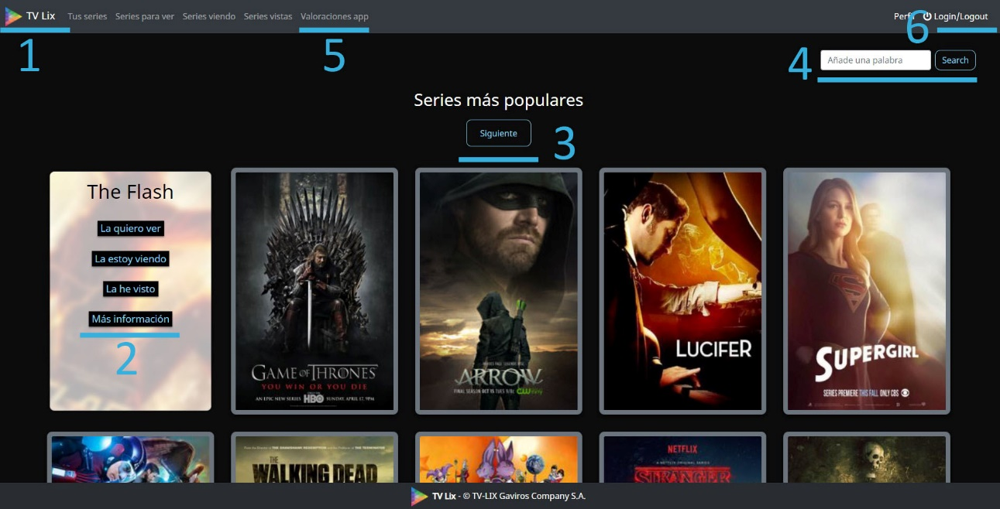 TV Lix Tus series Series para ver Series viendo Series vistas Valoraciones app Perfil Login/Logout
1
5
6
4
Añade una palabra Search
Series más populares
Siguiente
3
The Flash
La quiero ver
La estoy viendo
La he visto
Más información
2
GAME OF THRONES
YOU WIN OR YOU DIE
AN EPIC NEW SERIES HBO SUNDAY, APRIL 17, 9PM
ARROW
FINAL SEASON OCT 15 TUES 9/8c CW
LUCIFER
SUPERGIRL
SERIES PREMIERE THIS FALL ONLY CBS
THE
WALKING DEAD
NETFLIX
A NETFLIX ORIGINAL SERIES
STRANGER
TV Lix - © TV-LIX Gaviros Company S.A.